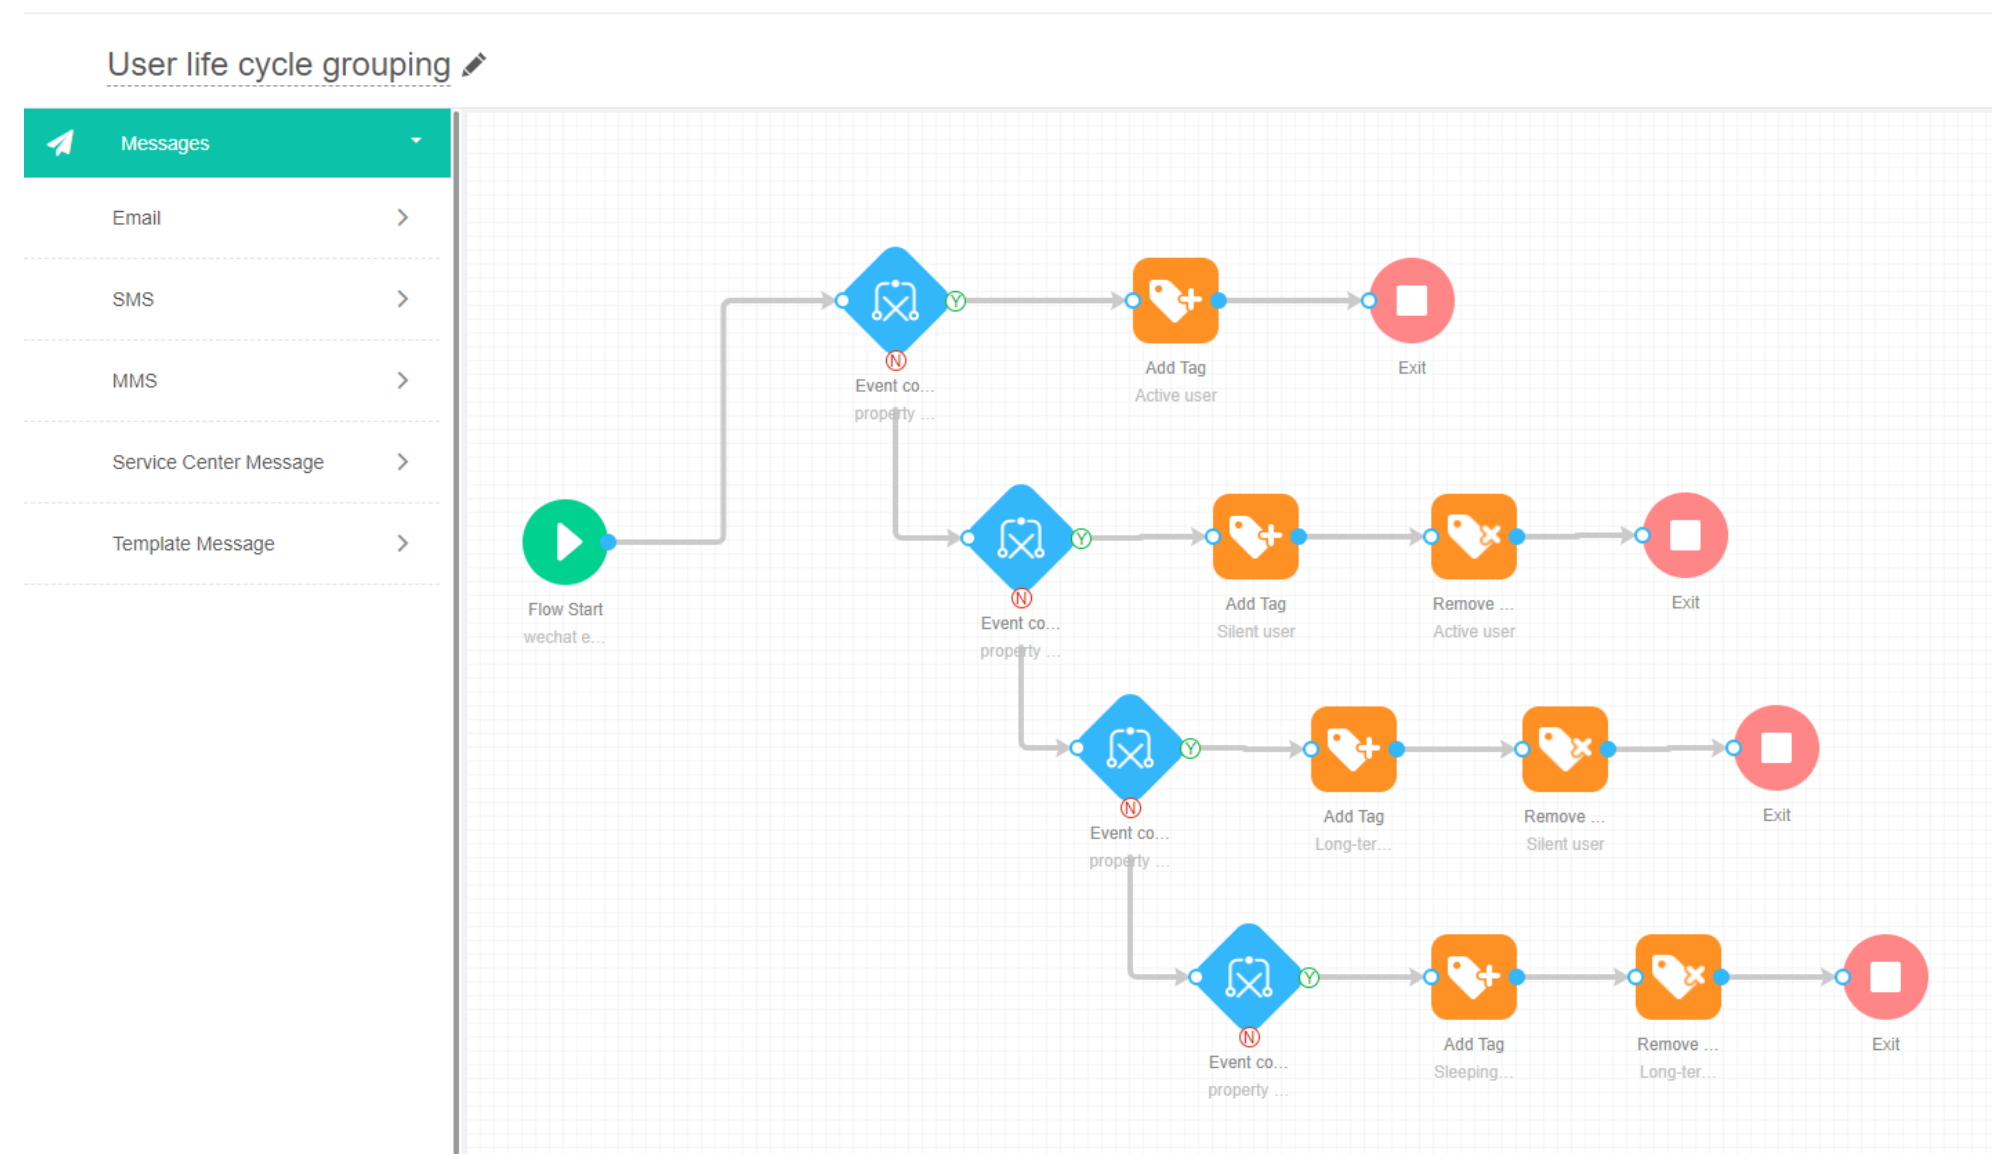 User life cycle grouping
Messages
Email
SMS
MMS
Service Center Message
Template Message
Flow Start
wechat e...
Y
N
Event co...
property ...
Add Tag
Active user
Exit
Y
N
Event co...
property ...
Add Tag
Silent user
Remove ...
Active user
Exit
Y
N
Event co...
property ...
Add Tag
Long-ter...
Remove ...
Silent user
Exit
Y
N
Event co...
property ...
Add Tag
Sleeping...
Remove ...
Long-ter...
Exit